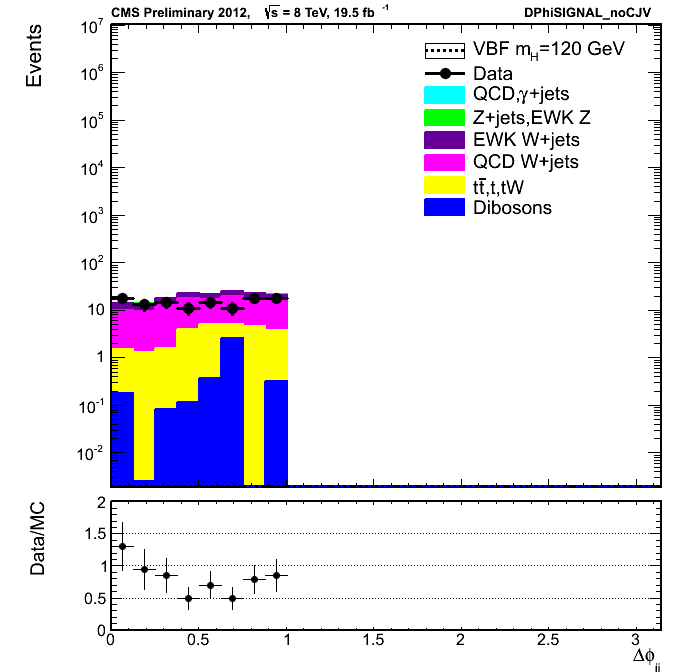 CMS Preliminary 2012, √s = 8 TeV, 19.5 fb⁻¹ DPhiSIGNAL_noCJV
Events
10⁷
10⁶
10⁵
10⁴
10³
10²
10
1
10⁻¹
10⁻²
VBF m_H=120 GeV
Data
QCD,γ+jets
Z+jets,EWK Z
EWK W+jets
QCD W+jets
tt̄,t,tW
Dibosons
Data/MC
2
1.5
1
0.5
0
0 0.5 1 1.5 2 2.5 3
Δϕ_jj